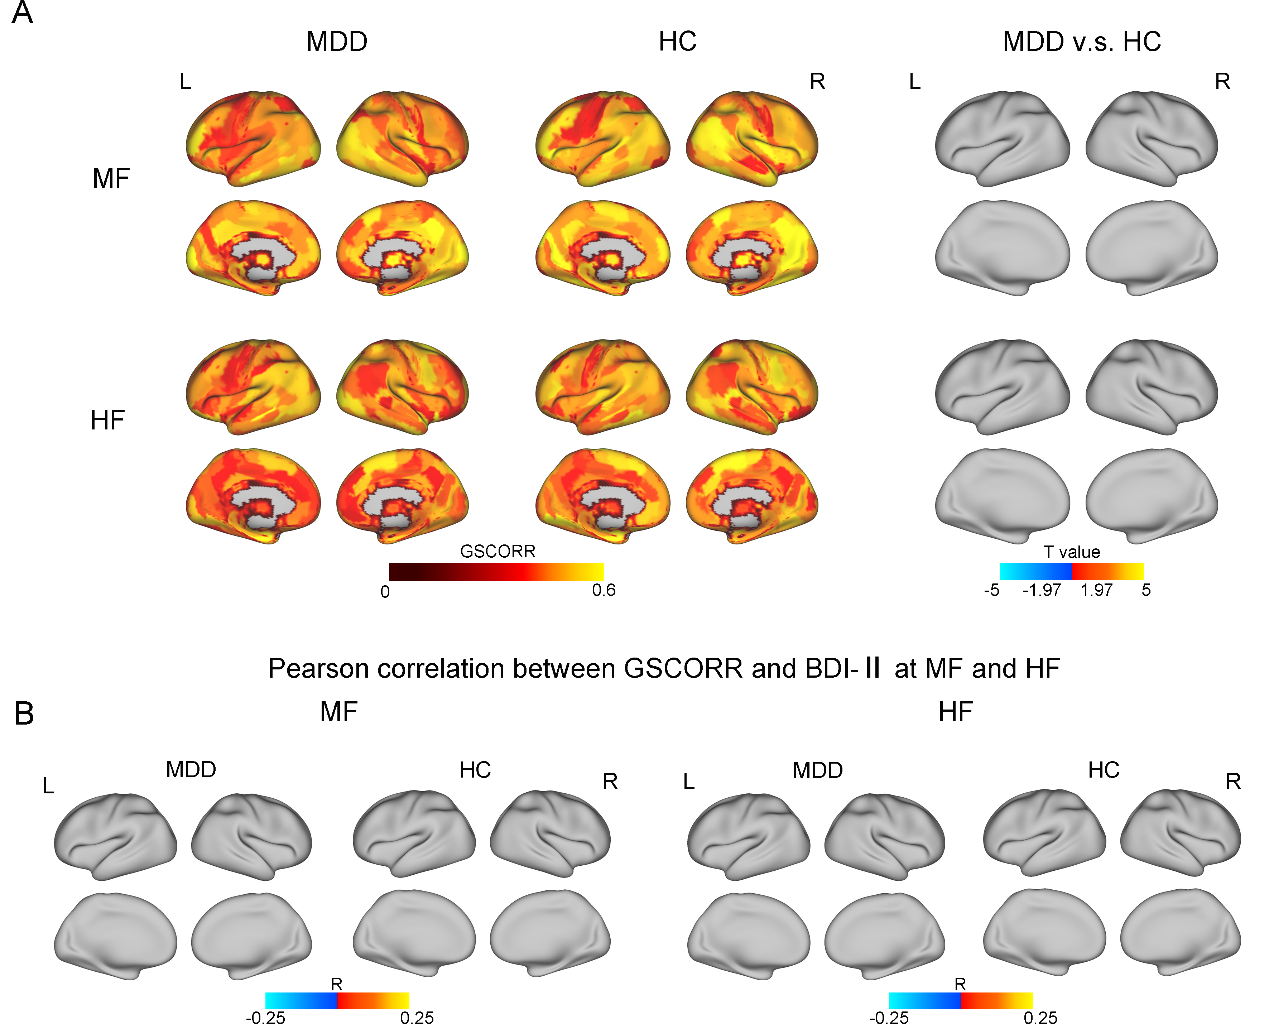 A
MDD HC MDD v.s. HC
L R L R
MF
HF
GSCORR T value
0 0.6 -5 -1.97 1.97 5
Pearson correlation between GSCORR and BDI-Ⅱ at MF and HF
B MF HF
L MDD HC R L MDD HC R
R R
-0.25 0.25 -0.25 0.25